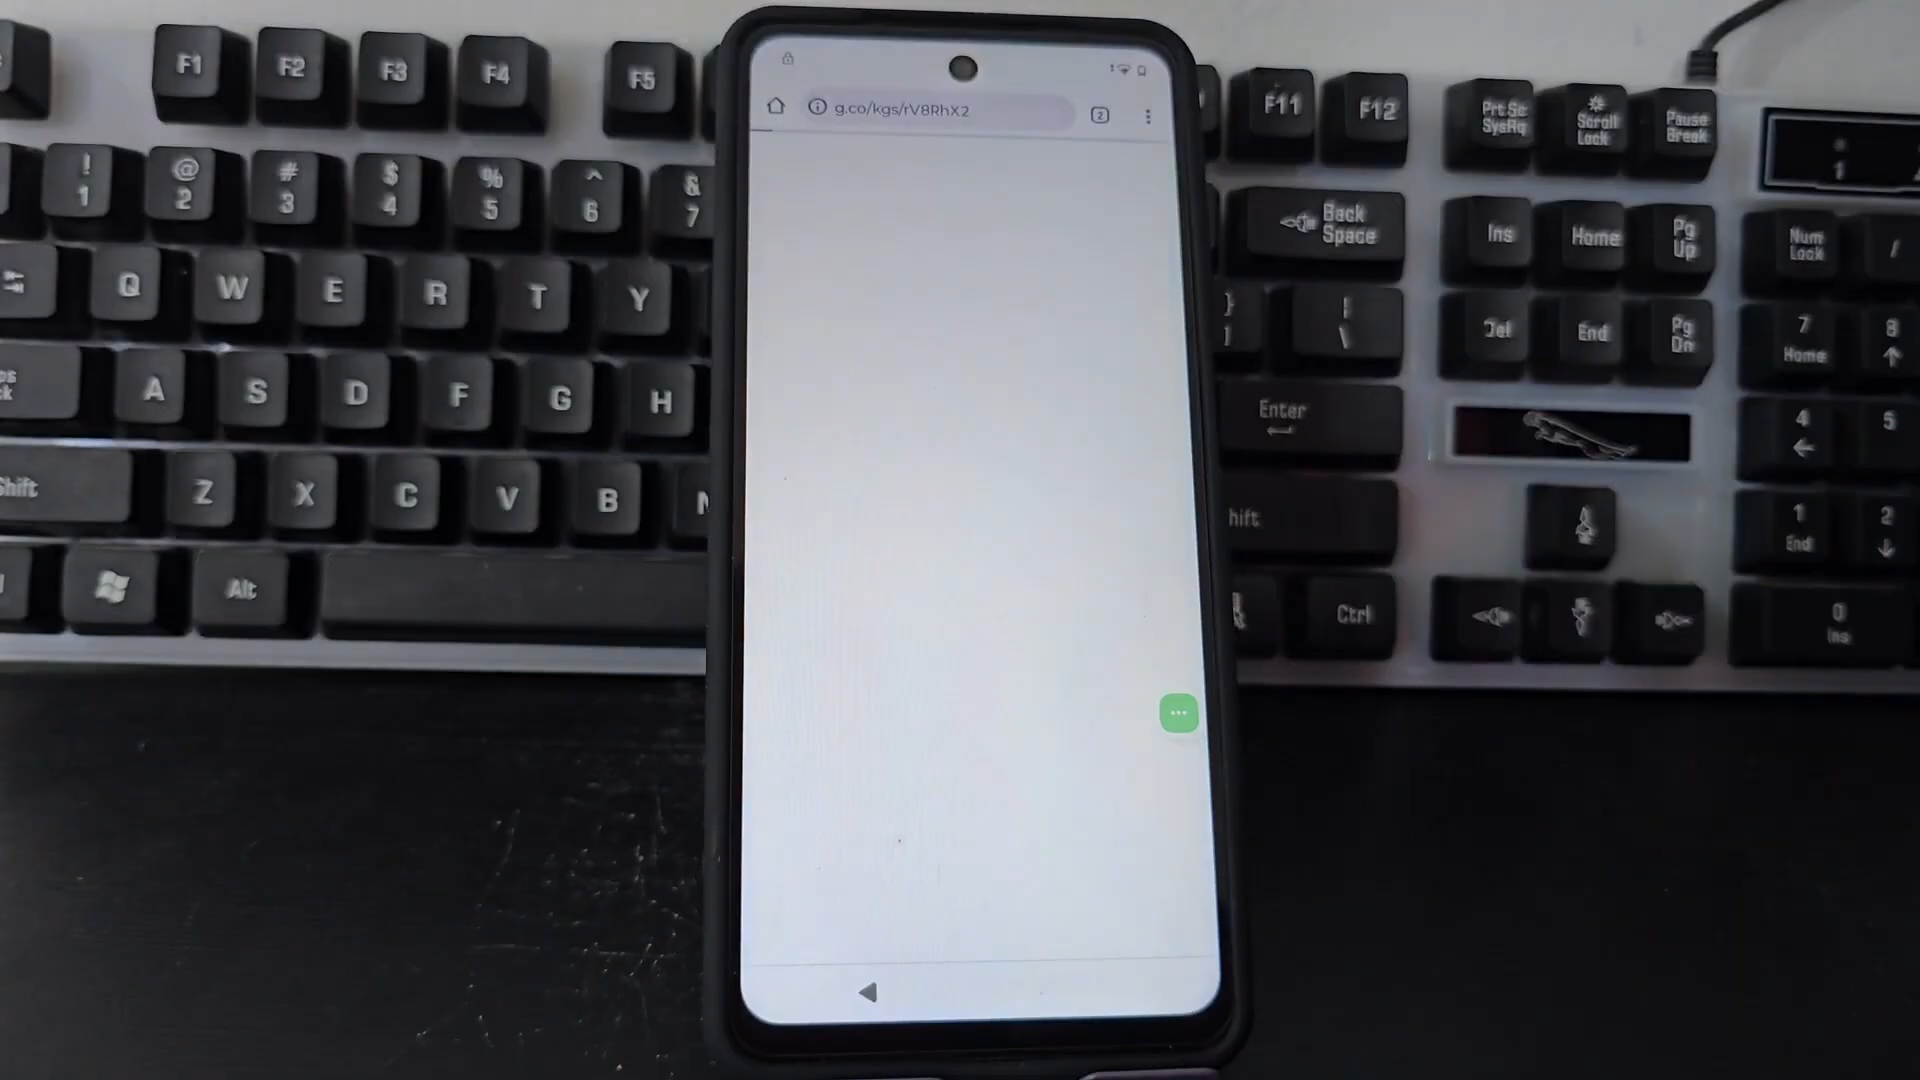 F1 F2 F3 F4 F5
F11 F12 Prt Sc Scroll Pause
SysRq Lock Break
g.co/kgs/rV8RhX2
2
! @ # $ % ^ &
1 2 3 4 5 6 7
Back
Space
Ins Home Pg
Up
Num
Lock
/
Q W E R T Y
}
]
\
Del End Pg
Dn
7
Home
8
A S D F G H
Enter
4
5
Shift
Z X C V B N
hift
1
End
2
Alt
Ctrl
0
Ins
1